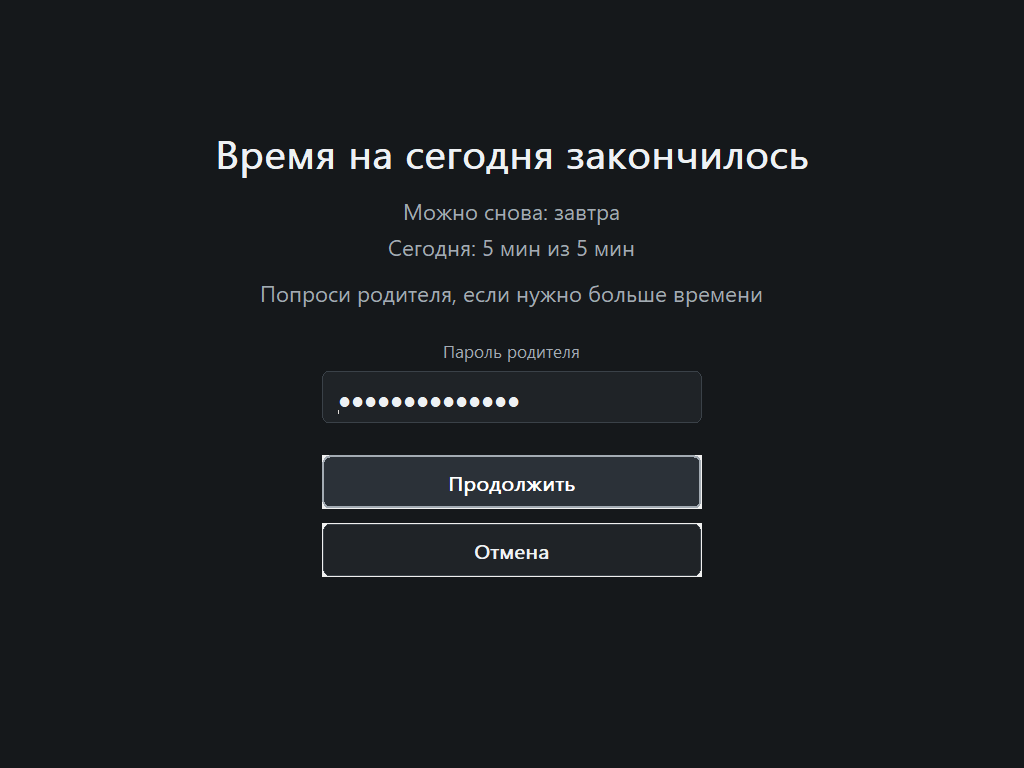 Время на сегодня закончилось
Можно снова: завтра
Сегодня: 5 мин из 5 мин
Попроси родителя, если нужно больше времени
Пароль родителя
●●●●●●●●●●●●●●
Продолжить
Отмена